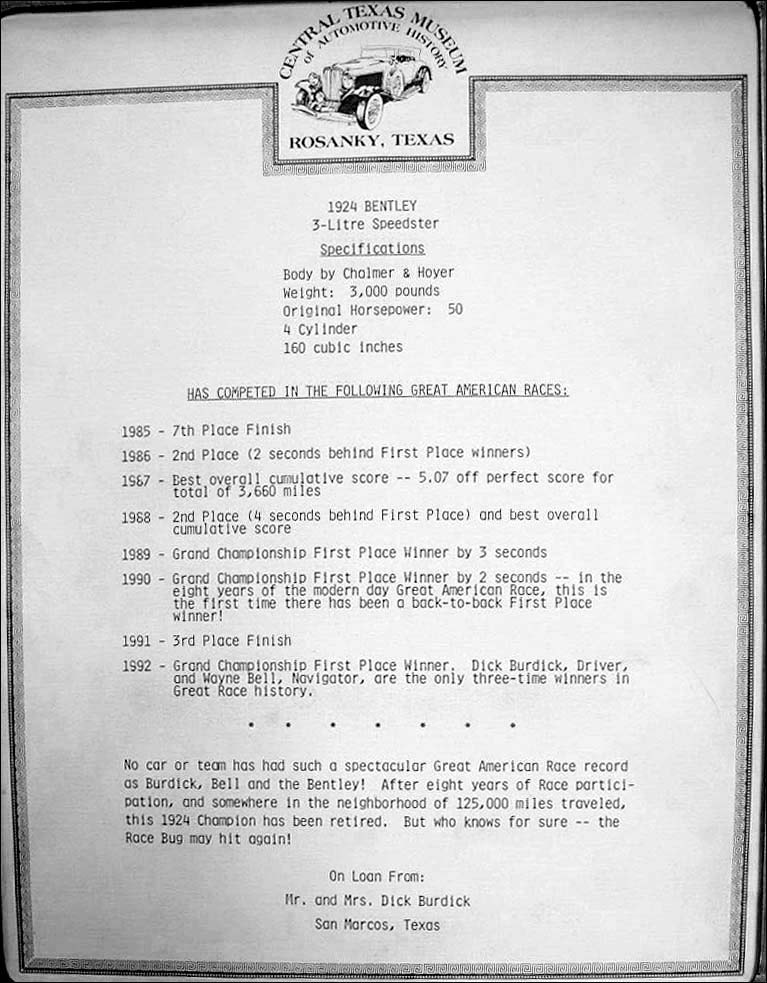 CENTRAL TEXAS MUSEUM
OF AUTOMOTIVE HISTORY
ROSANKY, TEXAS
1924 BENTLEY
3-Litre Speedster
Specifications
Body by Chalmer & Hoyer
Weight: 3,000 pounds
Original Horsepower: 50
4 Cylinder
160 cubic inches
HAS COMPETED IN THE FOLLOWING GREAT AMERICAN RACES:
1985 - 7th Place Finish
1986 - 2nd Place (2 seconds behind First Place winners)
1987 - Best overall cumulative score -- 5.07 off perfect score for
total of 3,660 miles
1988 - 2nd Place (4 seconds behind First Place) and best overall
cumulative score
1989 - Grand Championship First Place Winner by 3 seconds
1990 - Grand Championship First Place Winner by 2 seconds -- in the
eight years of the modern day Great American Race, this is
the first time there has been a back-to-back First Place
winner!
1991 - 3rd Place Finish
1992 - Grand Championship First Place Winner. Dick Burdick, Driver,
and Wayne Bell, Navigator, are the only three-time winners in
Great Race history.
* * * * * * *
No car or team has had such a spectacular Great American Race record
as Burdick, Bell and the Bentley! After eight years of Race partici-
pation, and somewhere in the neighborhood of 125,000 miles traveled,
this 1924 Champion has been retired. But who knows for sure -- the
Race Bug may hit again!
On Loan From:
Mr. and Mrs. Dick Burdick
San Marcos, Texas